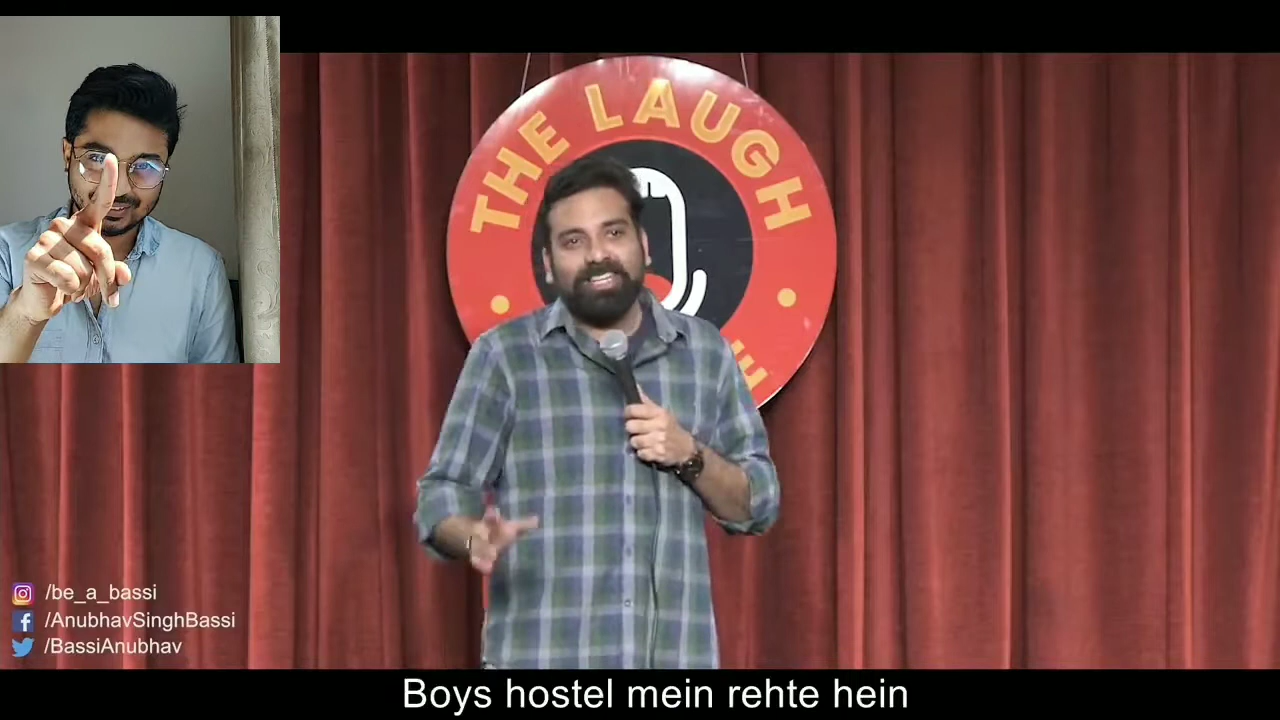 THE LAUGH
/be_a_bassi
/AnubhavSinghBassi
/BassiAnubhav
Boys hostel mein rehte hein